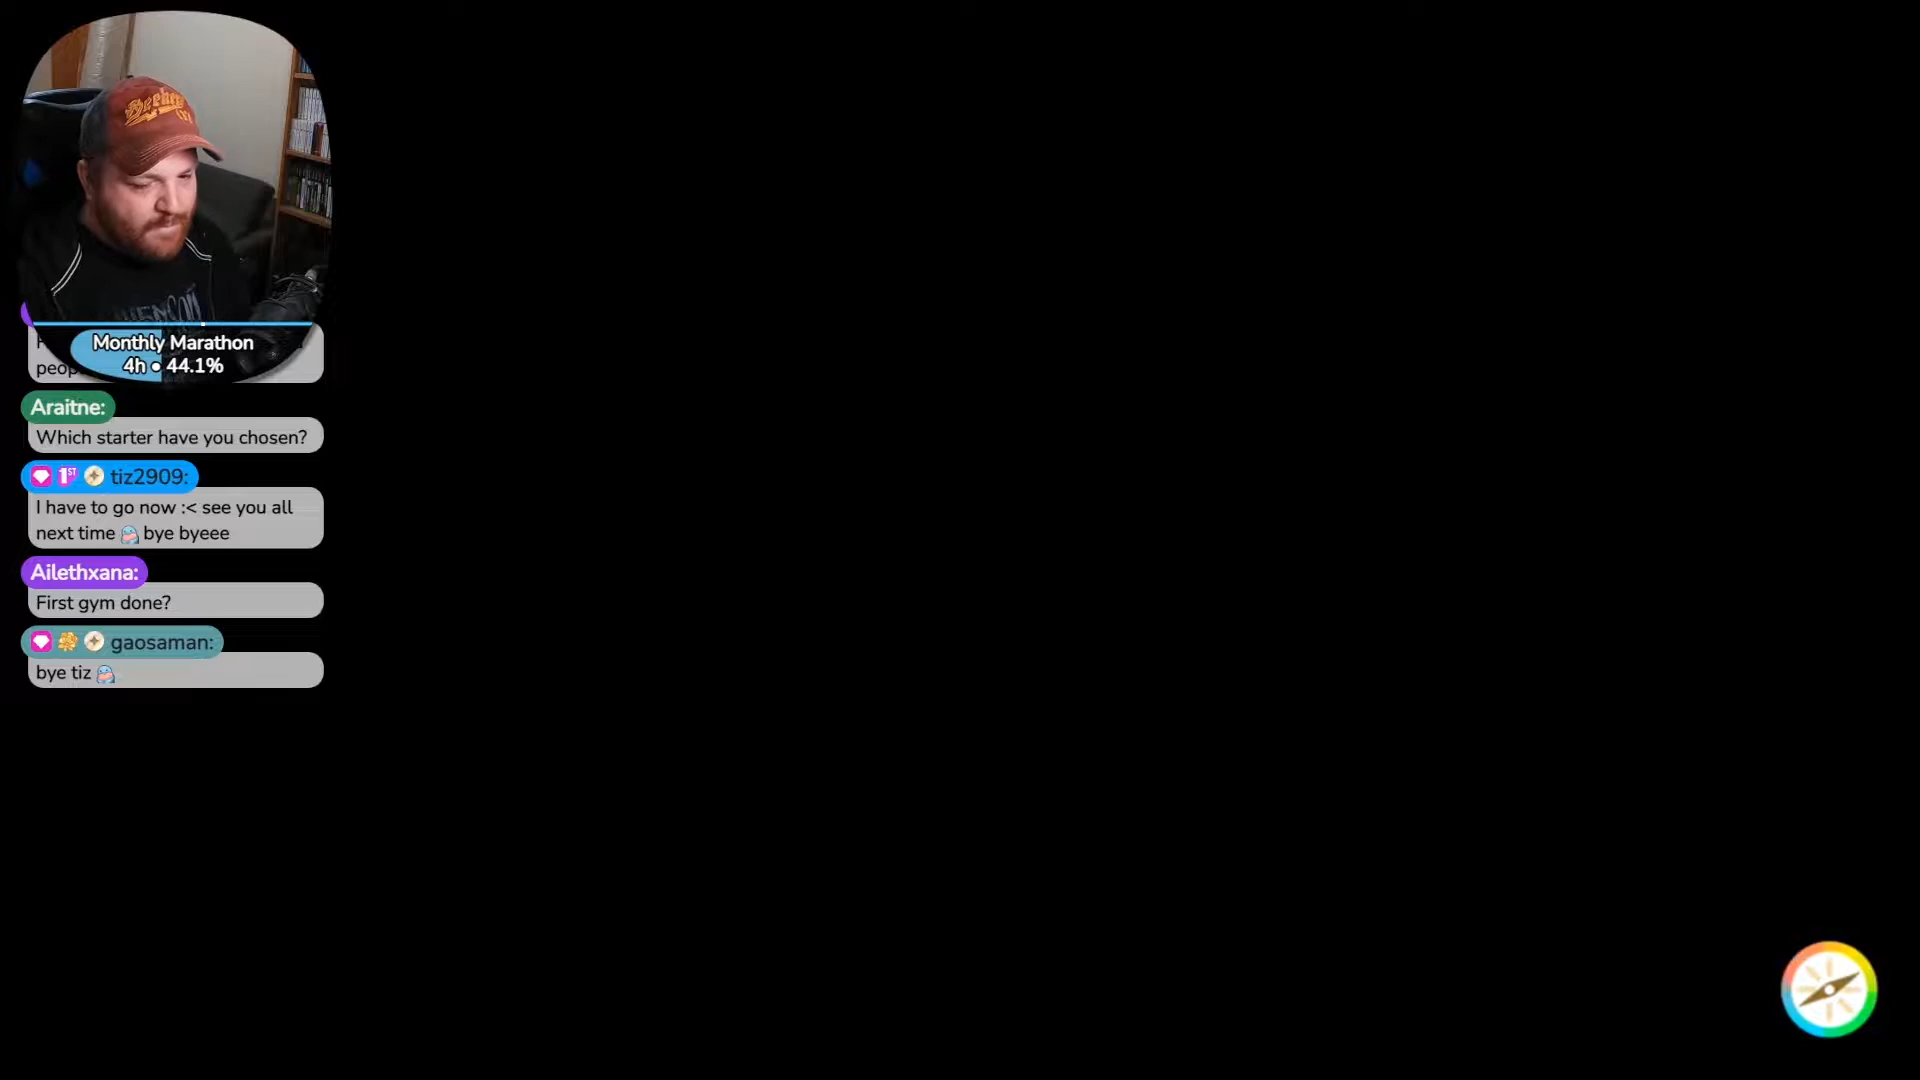 Monthly Marathon
4h • 44.1%
Araitne:
Which starter have you chosen?
1ST tiz2909:
I have to go now :< see you all
next time bye byeee
Ailethxana:
First gym done?
gaosaman:
bye tiz